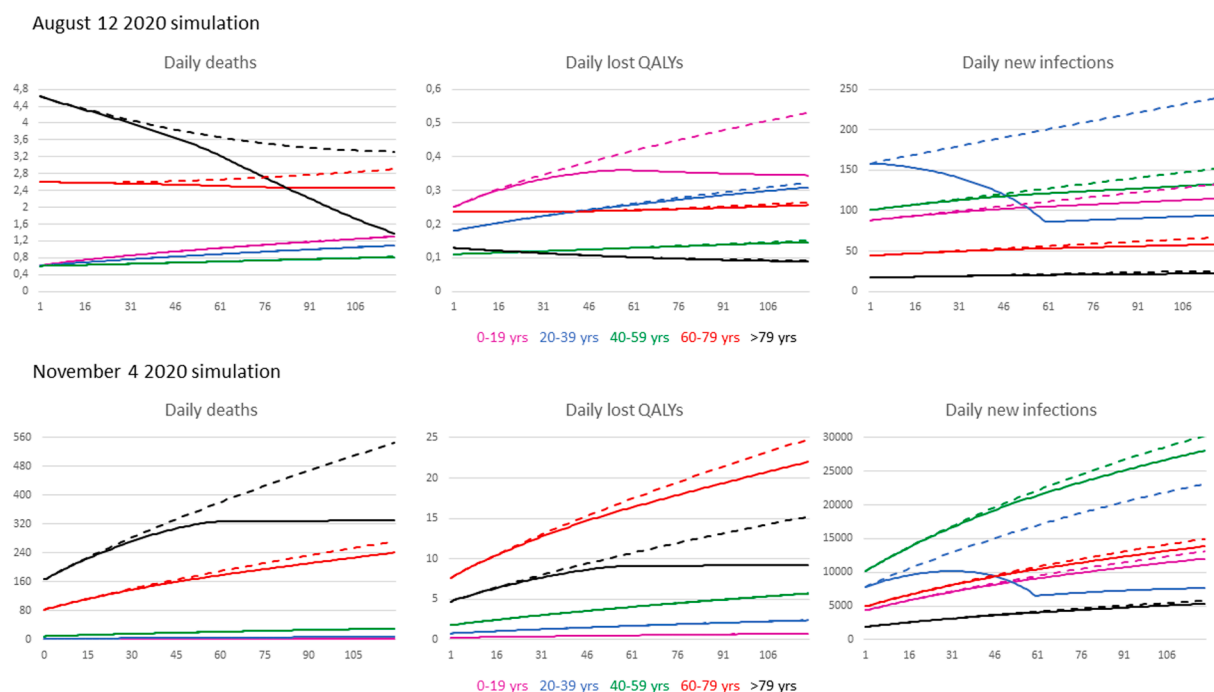 August 12 2020 simulation
Daily deaths
Daily lost QALYs
Daily new infections
4,8
4,4
4
3,6
3,2
2,8
2,4
2
1,6
1,2
0,8
0,4
0
1 16 31 46 61 76 91 106
0,6
0,5
0,4
0,3
0,2
0,1
0
1 16 31 46 61 76 91 106
250
200
150
100
50
0
1 16 31 46 61 76 91 106
0-19 yrs 20-39 yrs 40-59 yrs 60-79 yrs >79 yrs
November 4 2020 simulation
Daily deaths
Daily lost QALYs
Daily new infections
560
480
400
320
240
160
80
0
0 15 30 45 60 75 90 105
25
20
15
10
5
0
1 16 31 46 61 76 91 106
30000
25000
20000
15000
10000
5000
0
1 16 31 46 61 76 91 106
0-19 yrs 20-39 yrs 40-59 yrs 60-79 yrs >79 yrs